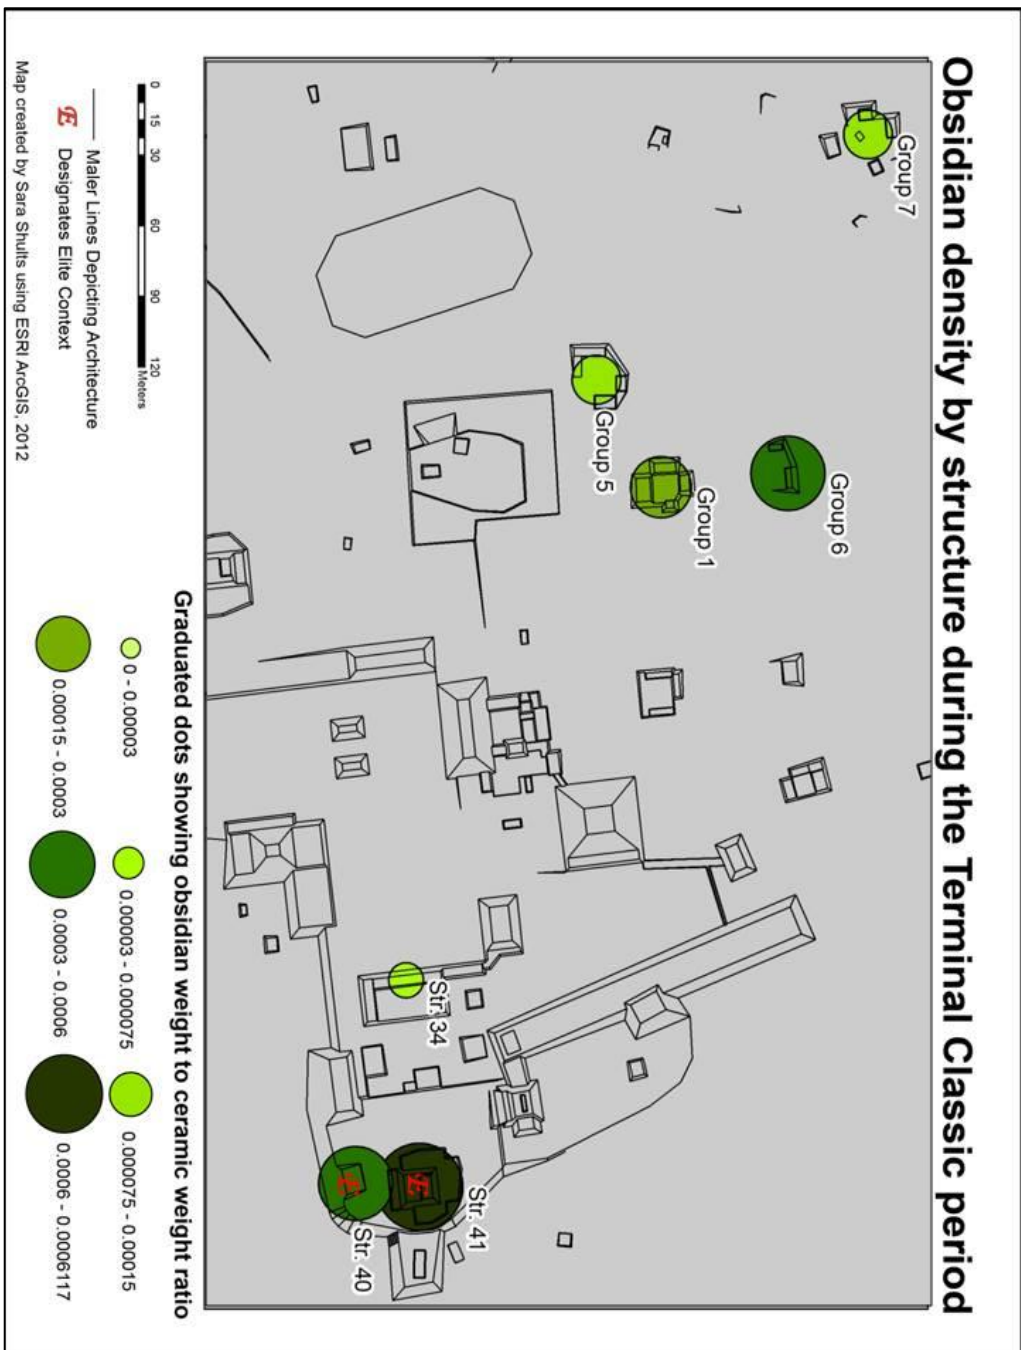 Obsidian density by structure during the Terminal Classic period
Group 7
Group 6
Group 1
Group 5
Str. 34
Str. 41
Str. 40
E
E
Graduated dots showing obsidian weight to ceramic weight ratio
0 - 0.00003
0.00003 - 0.000075
0.000075 - 0.00015
0.00015 - 0.0003
0.0003 - 0.0006
0.0006 - 0.0006117
0 15 30 60 90 120
Meters
Maler Lines Depicting Architecture
E Designates Elite Context
Map created by Sara Shults using ESRI ArcGIS, 2012